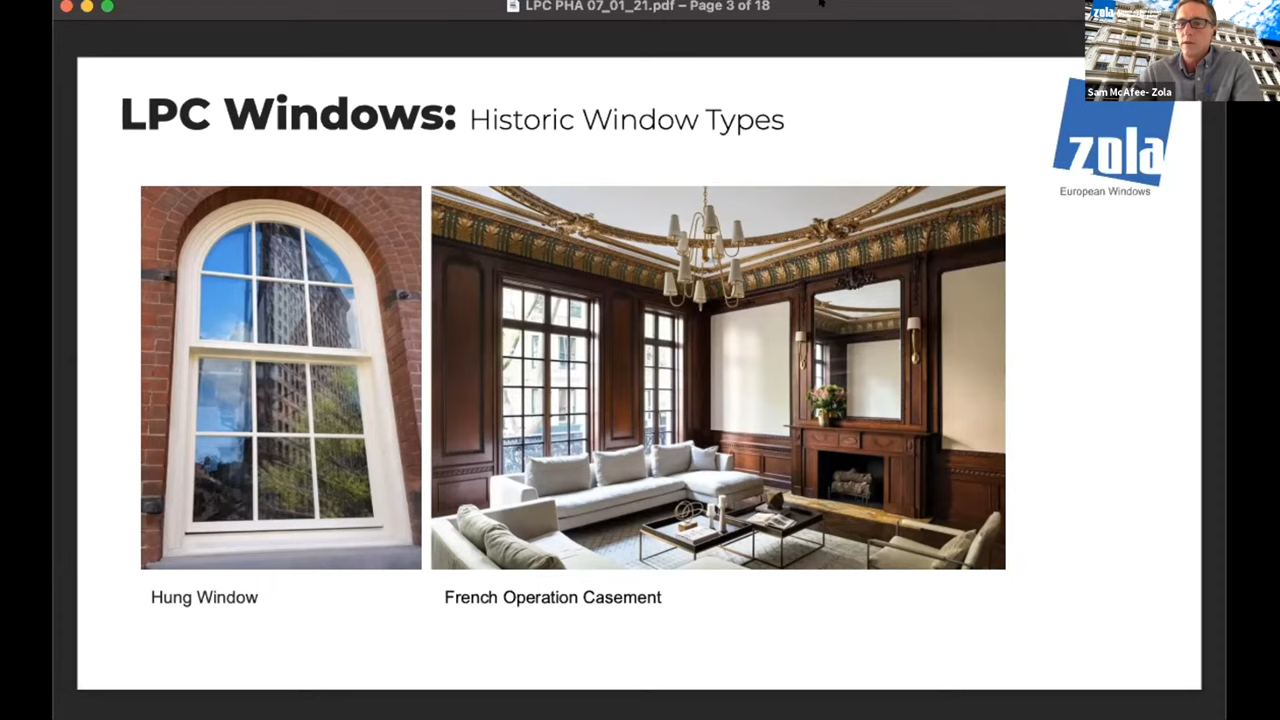 LPC PHA 07_01_21.pdf – Page 3 of 18
zola
Sam McAfee- Zola
LPC Windows: Historic Window Types
zola
European Windows
Hung Window
French Operation Casement